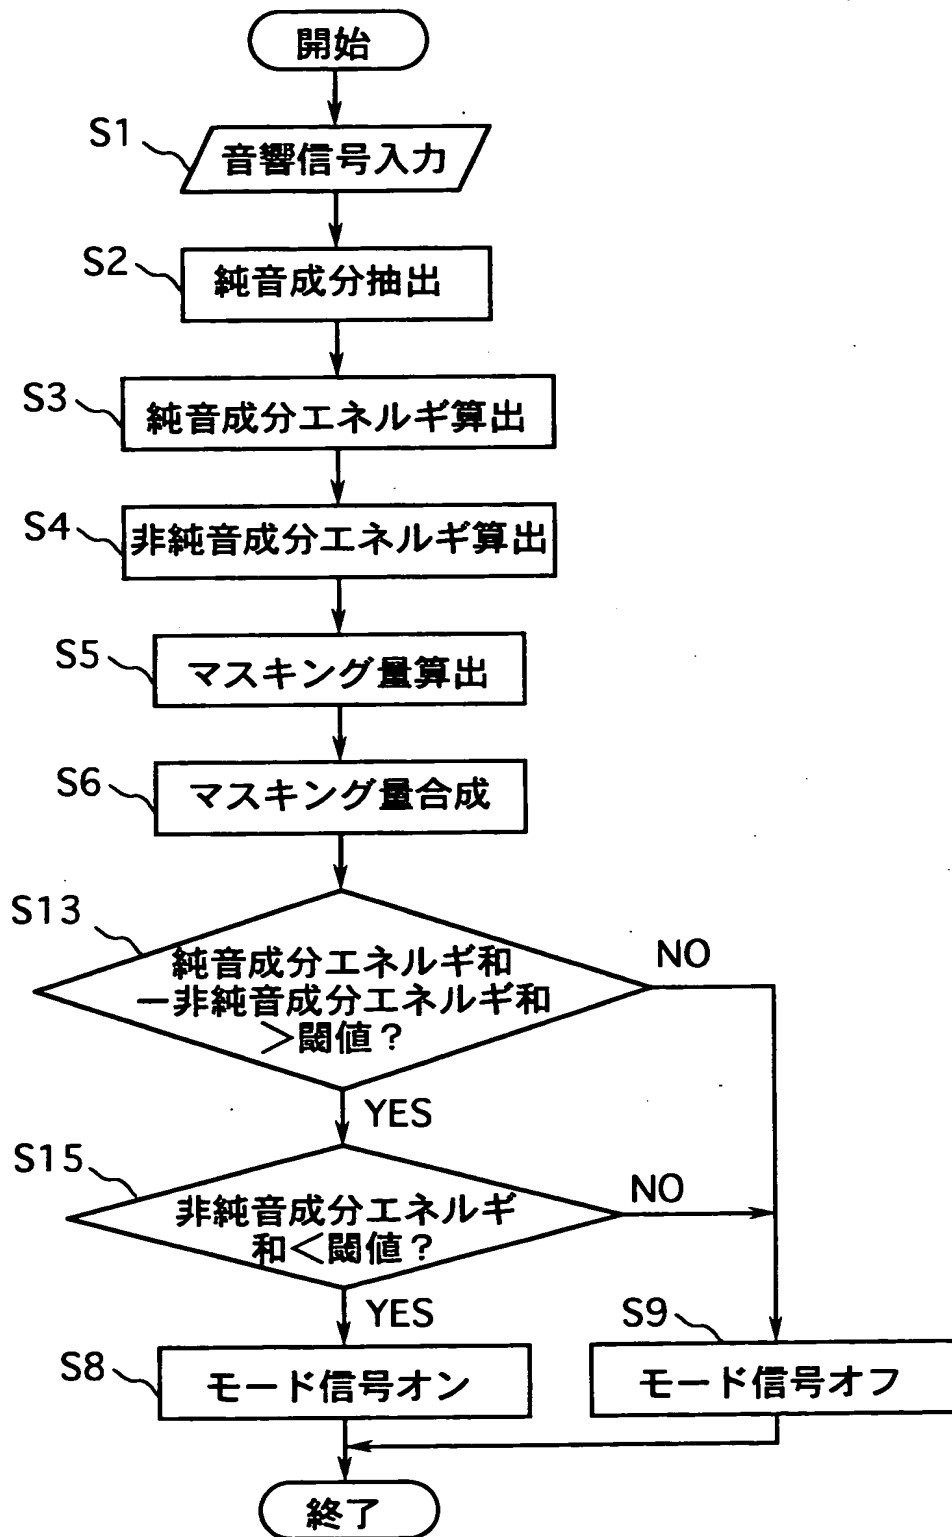 開始
S1
音響信号入力
S2
純音成分抽出
S3
純音成分エネルギ算出
S4
非純音成分エネルギ算出
S5
マスキング量算出
S6
マスキング量合成
S13
純音成分エネルギ和
－非純音成分エネルギ和
＞閾値？
NO
YES
S15
非純音成分エネルギ
和＜閾値？
NO
YES
S8
モード信号オン
S9
モード信号オフ
終了